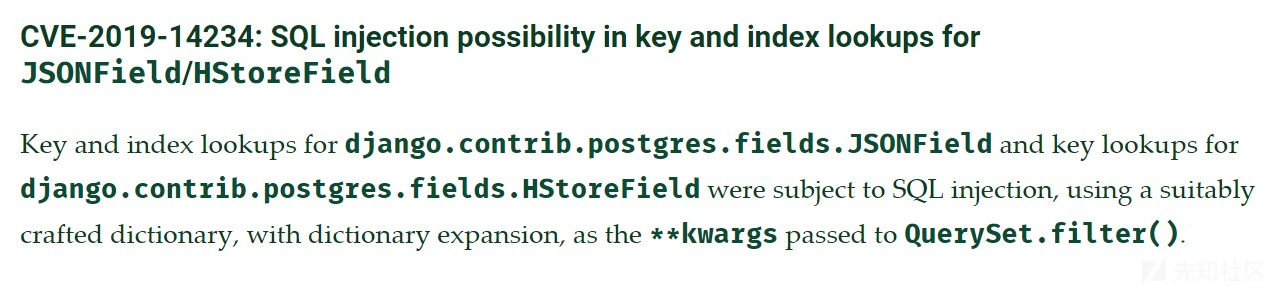 CVE-2019-14234: SQL injection possibility in key and index lookups for
JSONField/HStoreField
Key and index lookups for django.contrib.postgres.fields.JSONField and key lookups for
django.contrib.postgres.fields.HStoreField were subject to SQL injection, using a suitably
crafted dictionary, with dictionary expansion, as the **kwargs passed to QuerySet.filter().
先知社区